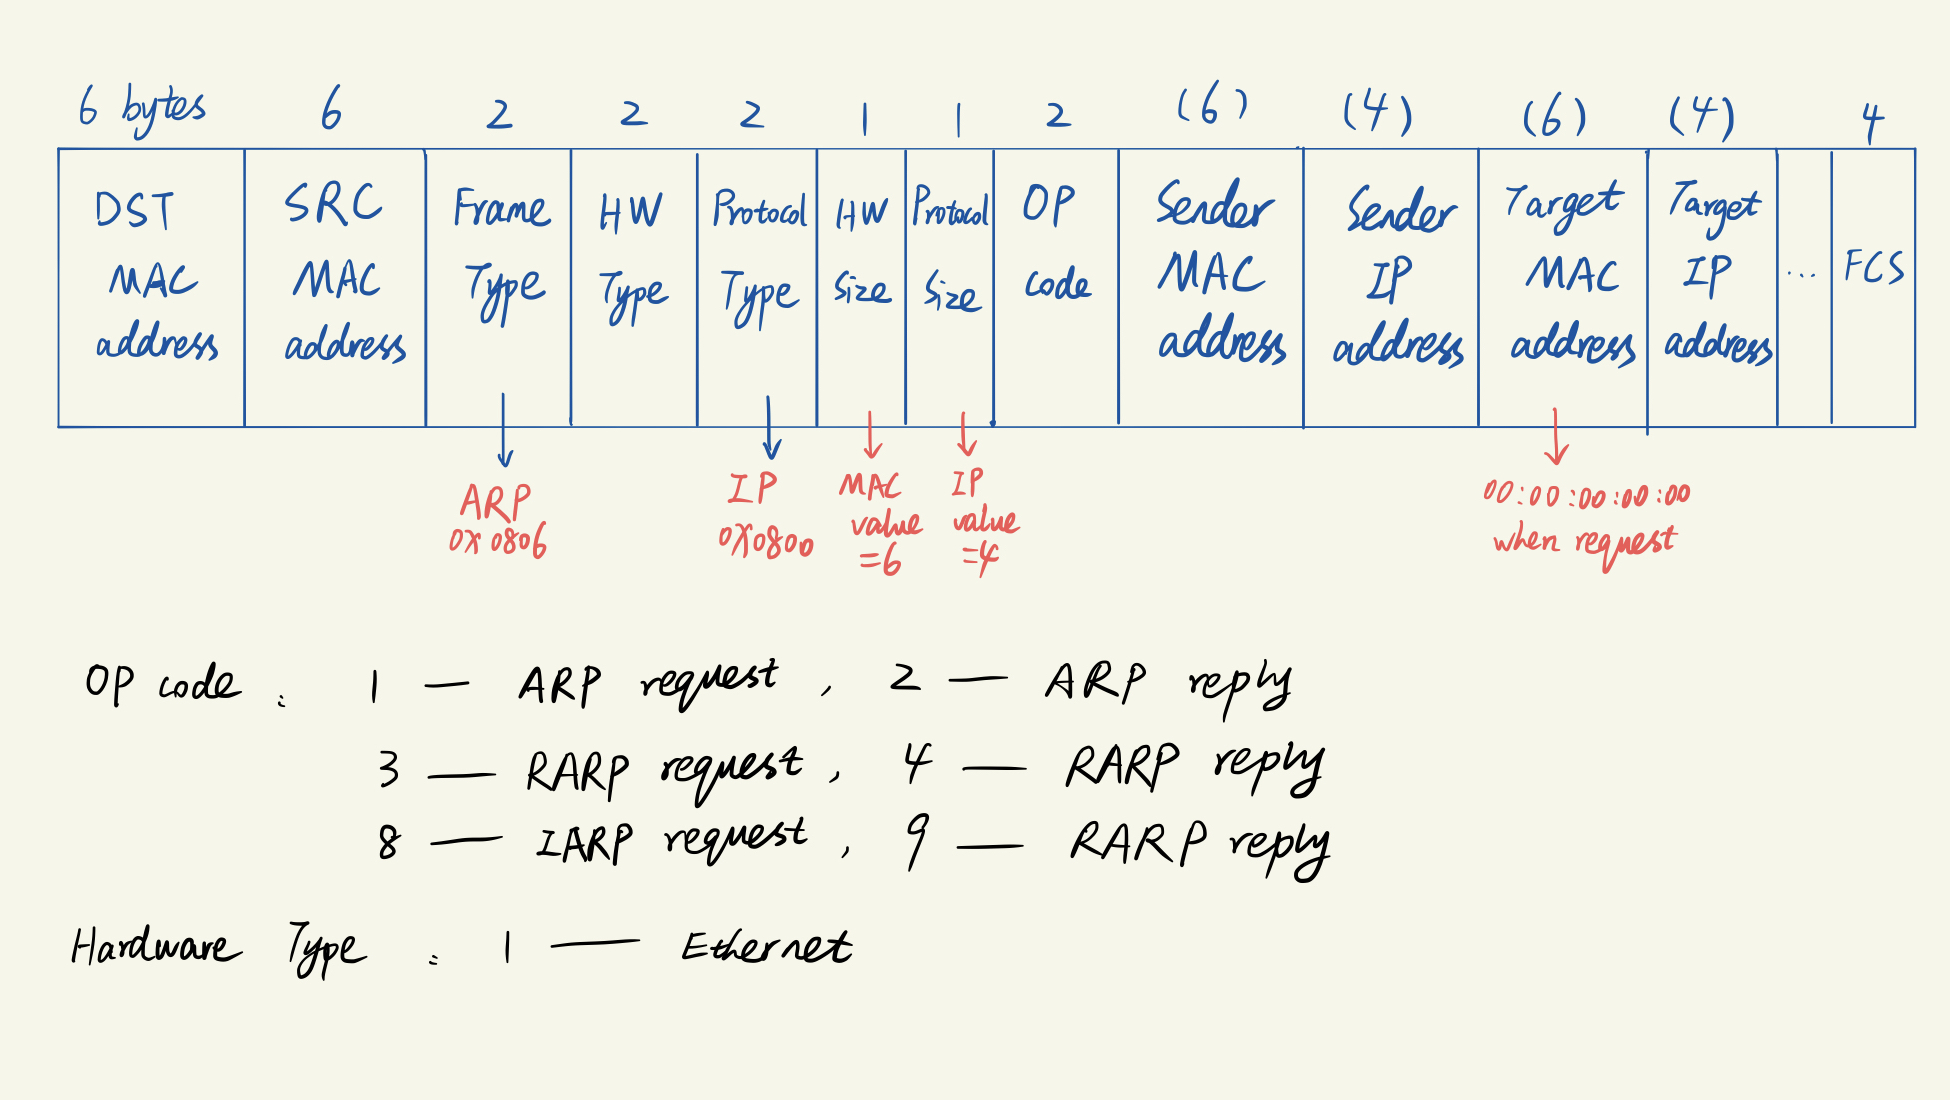 6 bytes 6 2 2 2 1 1 2 (6) (4) (6) (4) 4
DST MAC address
SRC MAC address
Frame Type
HW Type
Protocol Type
HW Size
Protocol Size
OP code
Sender MAC address
Sender IP address
Target MAC address
Target IP address
...
FCS
ARP
0x0806
IP
0x0800
MAC
value
=6
IP
value
=4
00:00:00:00:00
when request
OP code : 1 — ARP request , 2 — ARP reply
3 — RARP request , 4 — RARP reply
8 — IARP request , 9 — RARP reply
Hardware Type : 1 — Ethernet